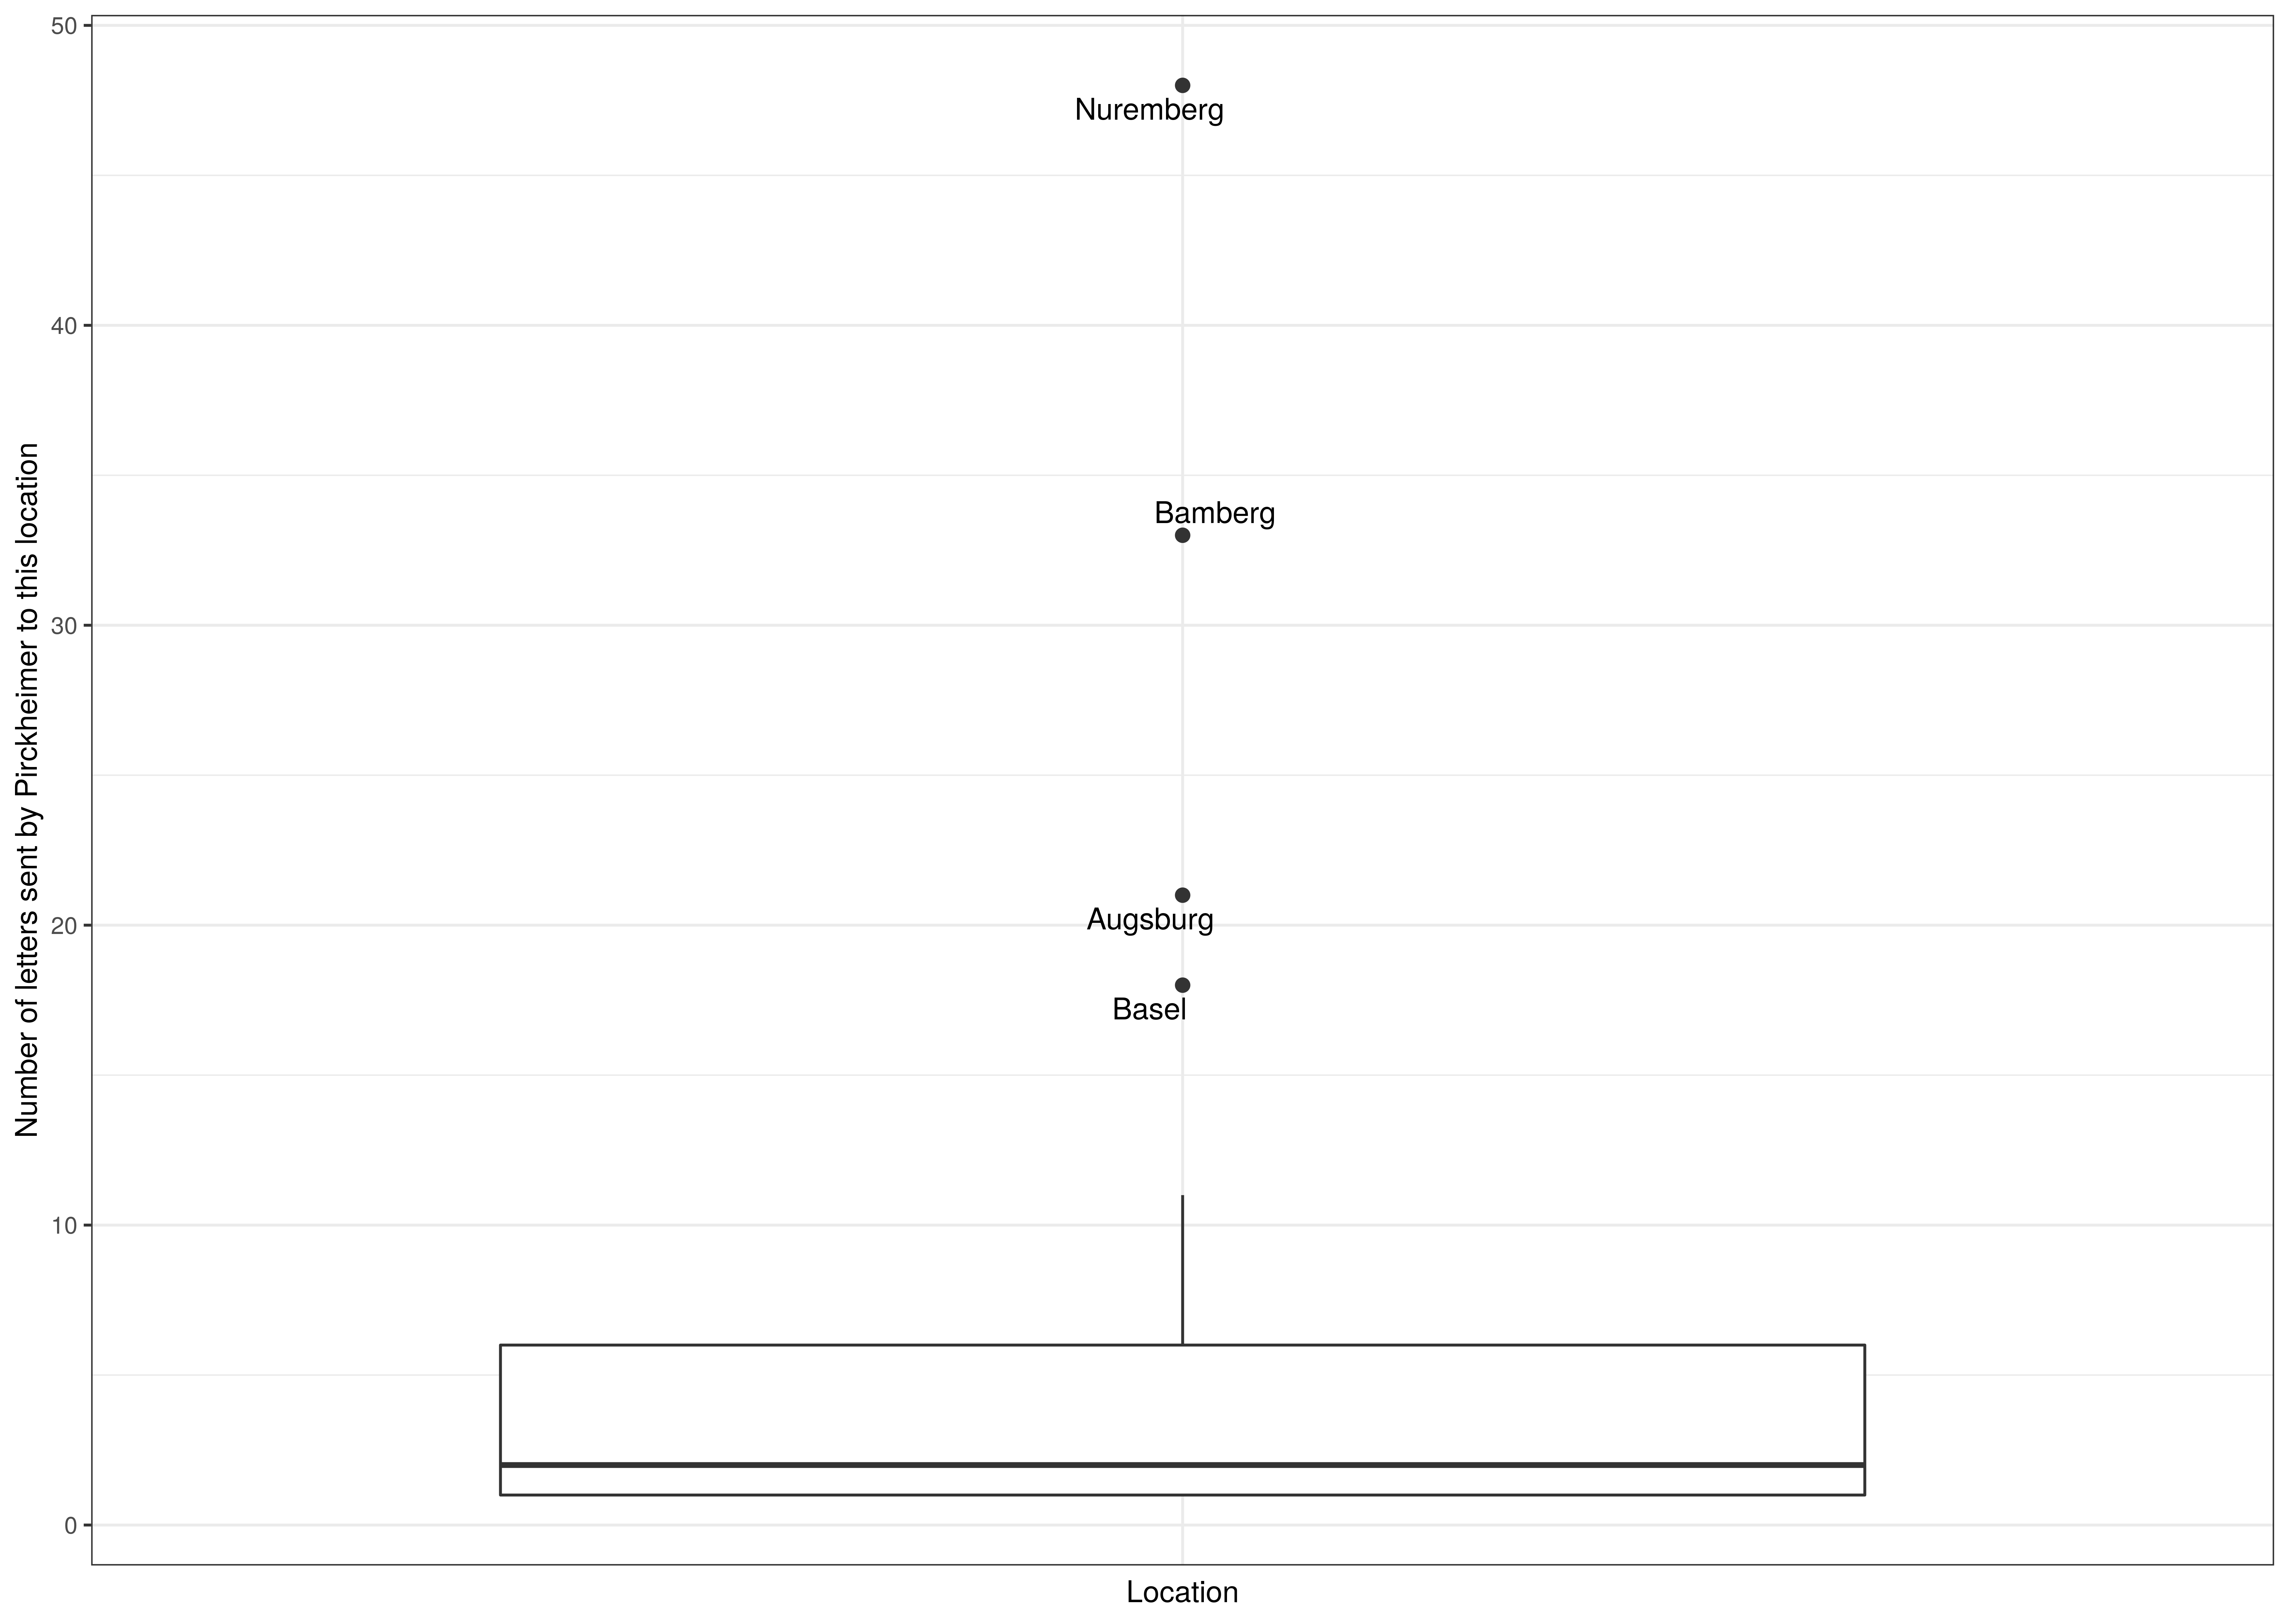 Number of letters sent by Pirckheimer to this location
50
40
30
20
10
0
Nuremberg
Bamberg
Augsburg
Basel
Location